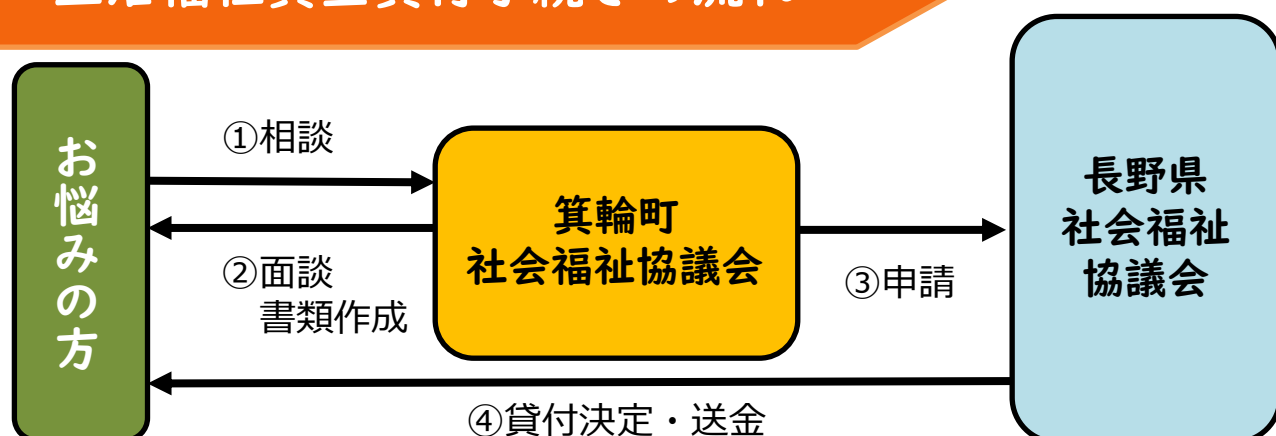 お悩みの方
①相談
②面談
書類作成
箕輪町
社会福祉協議会
③申請
長野県
社会福祉
協議会
④貸付決定・送金